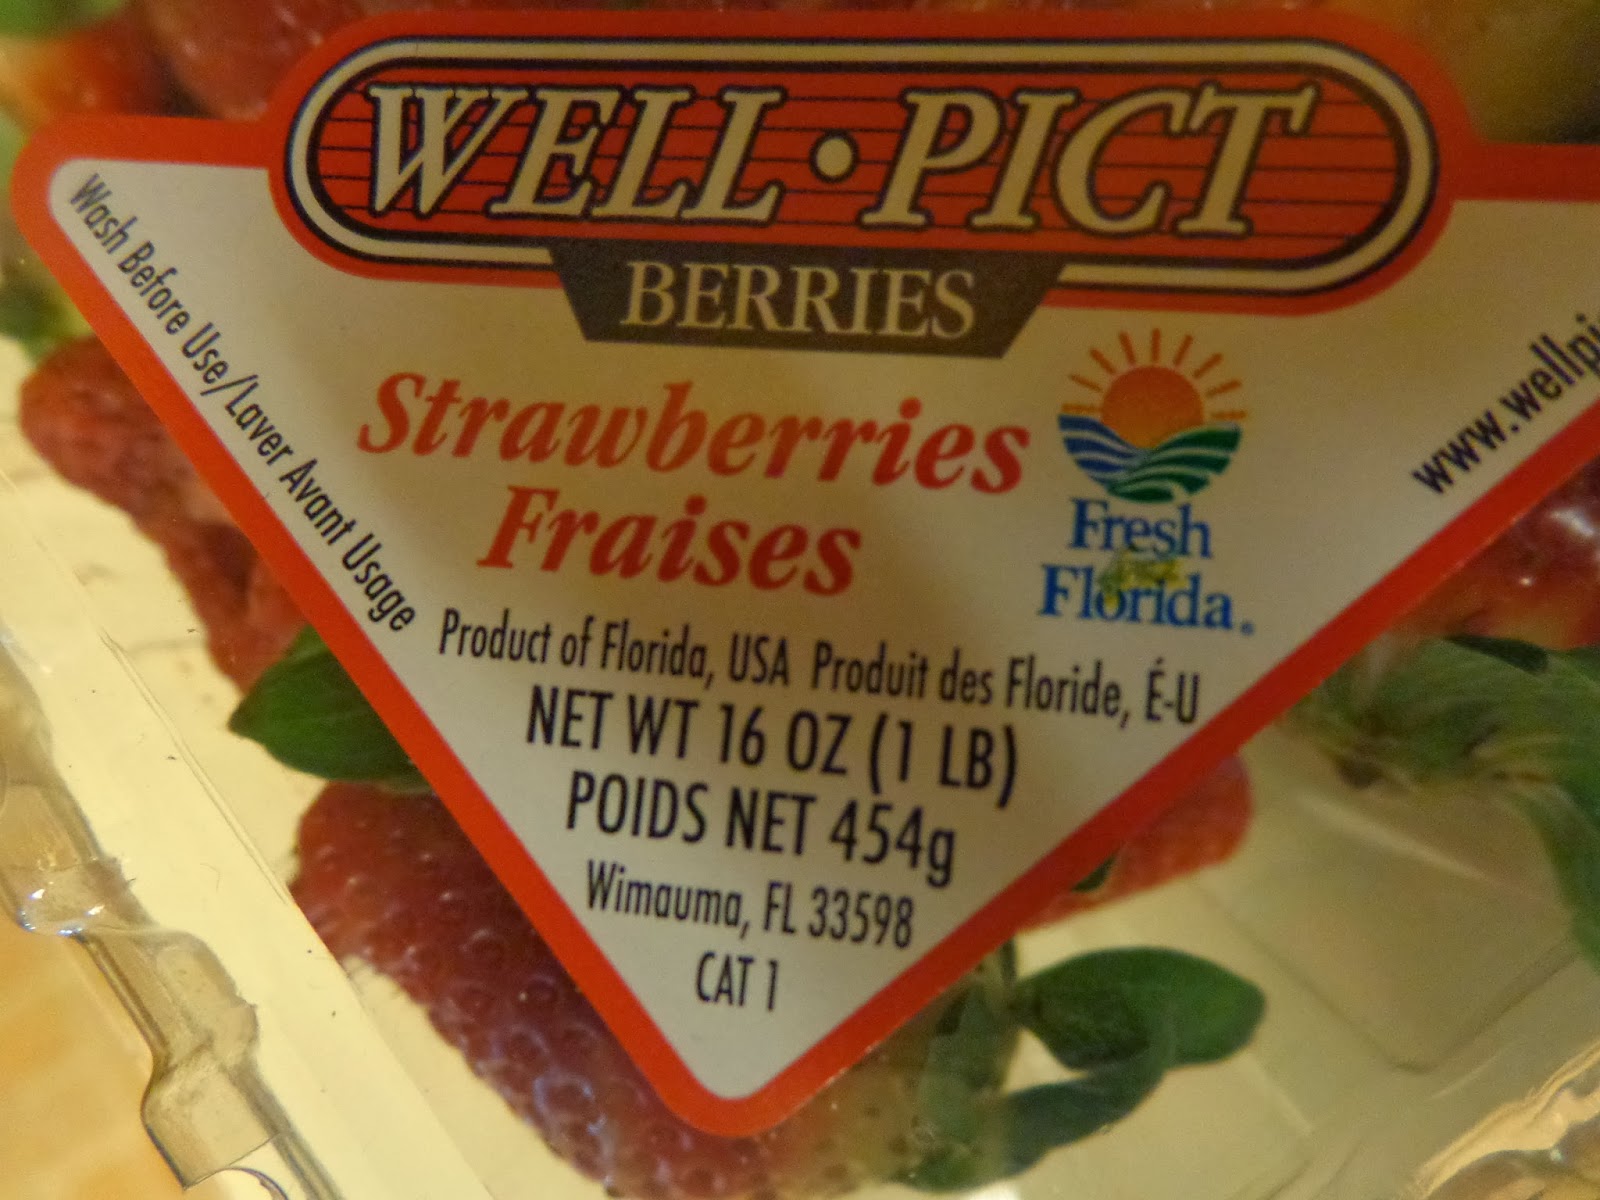 WELL·PICT
BERRIES
Strawberries
Fraises
Fresh
from
Florida®
Wash Before Use/Laver Avant Usage
www.wellpi
Product of Florida, USA Produit des Floride, É-U
NET WT 16 OZ (1 LB)
POIDS NET 454g
Wimauma, FL 33598
CAT 1